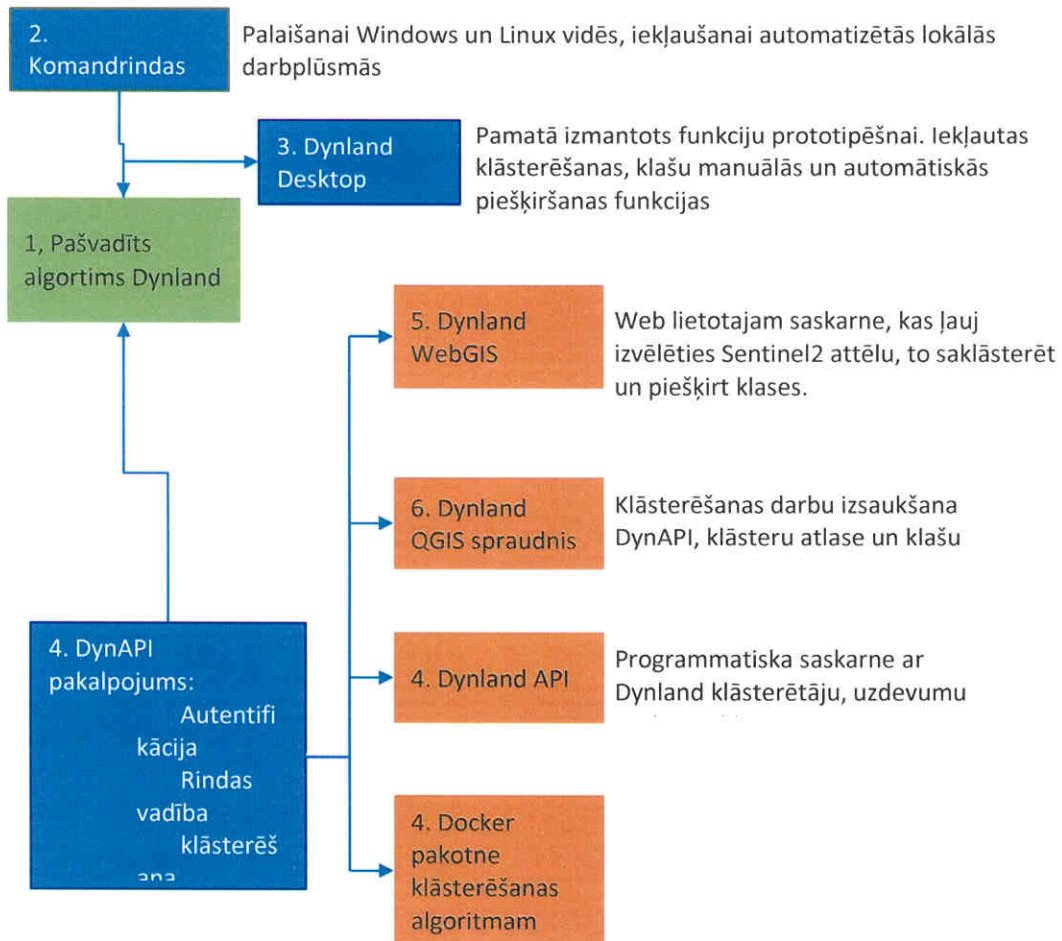 2.
Komandrindas
Palaišanai Windows un Linux vidēs, iekļaušanai automatizētās lokālās
darbplūsmās
3. Dynland
Desktop
Pamatā izmantots funkciju prototipēšnai. Iekļautas
klāsterēšanas, klašu manuālās un automātiskās
piešķiršanas funkcijas
1, Pašvadīts
algortims Dynland
5. Dynland
WebGIS
Web lietotajam saskarne, kas ļauj
izvēlēties Sentinel2 attēlu, to saklāsterēt
un piešķirt klases.
6. Dynland
QGIS spraudnis
Klāsterēšanas darbu izsaukšana
DynAPI, klāsteru atlase un klašu
4. DynAPI
pakalpojums:
Autentifi
kācija
Rindas
vadība
klāsterēš
ana
4. Dynland API
Programmatiska saskarne ar
Dynland klāsterētāju, uzdevumu
4. Docker
pakotne
klāsterēšanas
algoritmam